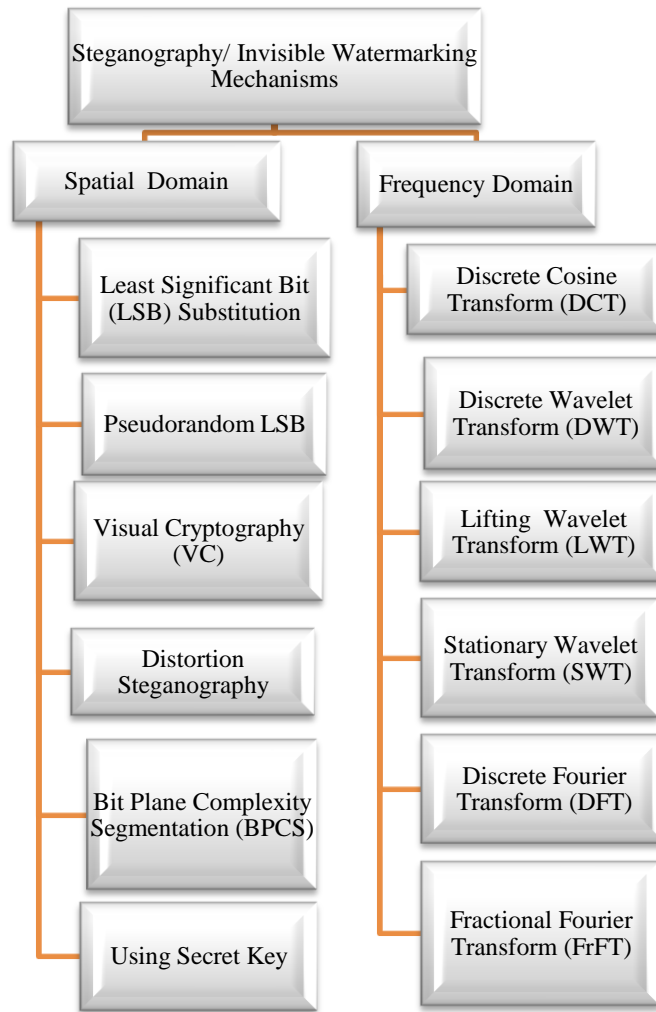 Steganography/ Invisible Watermarking
Mechanisms
Spatial Domain
Least Significant Bit
(LSB) Substitution
Pseudorandom LSB
Visual Cryptography
(VC)
Distortion
Steganography
Bit Plane Complexity
Segmentation (BPCS)
Using Secret Key
Frequency Domain
Discrete Cosine
Transform (DCT)
Discrete Wavelet
Transform (DWT)
Lifting Wavelet
Transform (LWT)
Stationary Wavelet
Transform (SWT)
Discrete Fourier
Transform (DFT)
Fractional Fourier
Transform (FrFT)